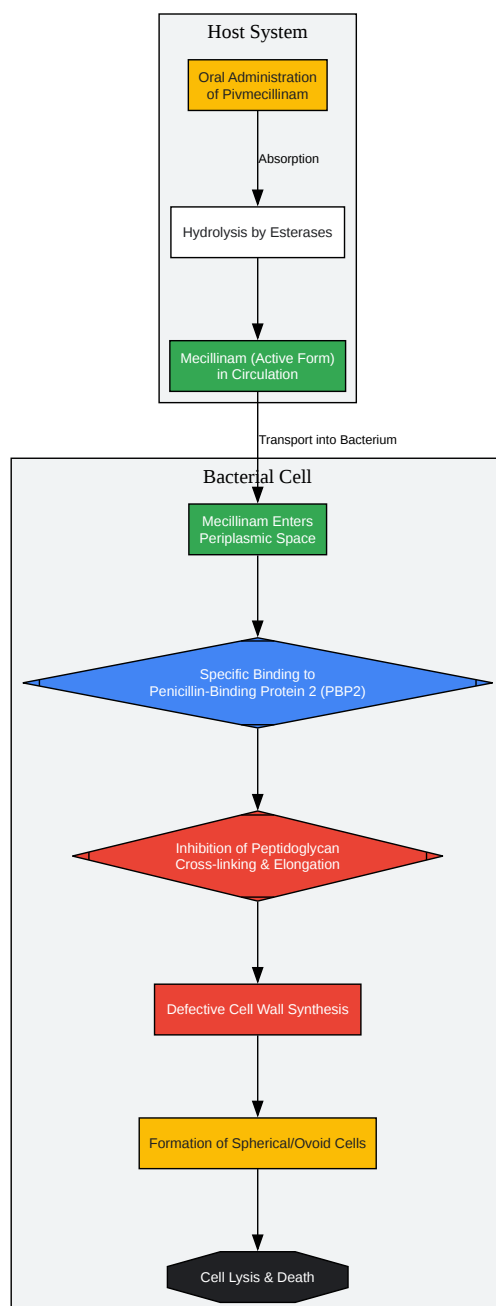 Host System
Oral Administration
of Pivmecillinam
Absorption
Hydrolysis by Esterases
Mecillinam (Active Form)
in Circulation
Transport into Bacterium
Bacterial Cell
Mecillinam Enters
Periplasmic Space
Specific Binding to
Penicillin-Binding Protein 2 (PBP2)
Inhibition of Peptidoglycan
Cross-linking & Elongation
Defective Cell Wall Synthesis
Formation of Spherical/Ovoid Cells
Cell Lysis & Death